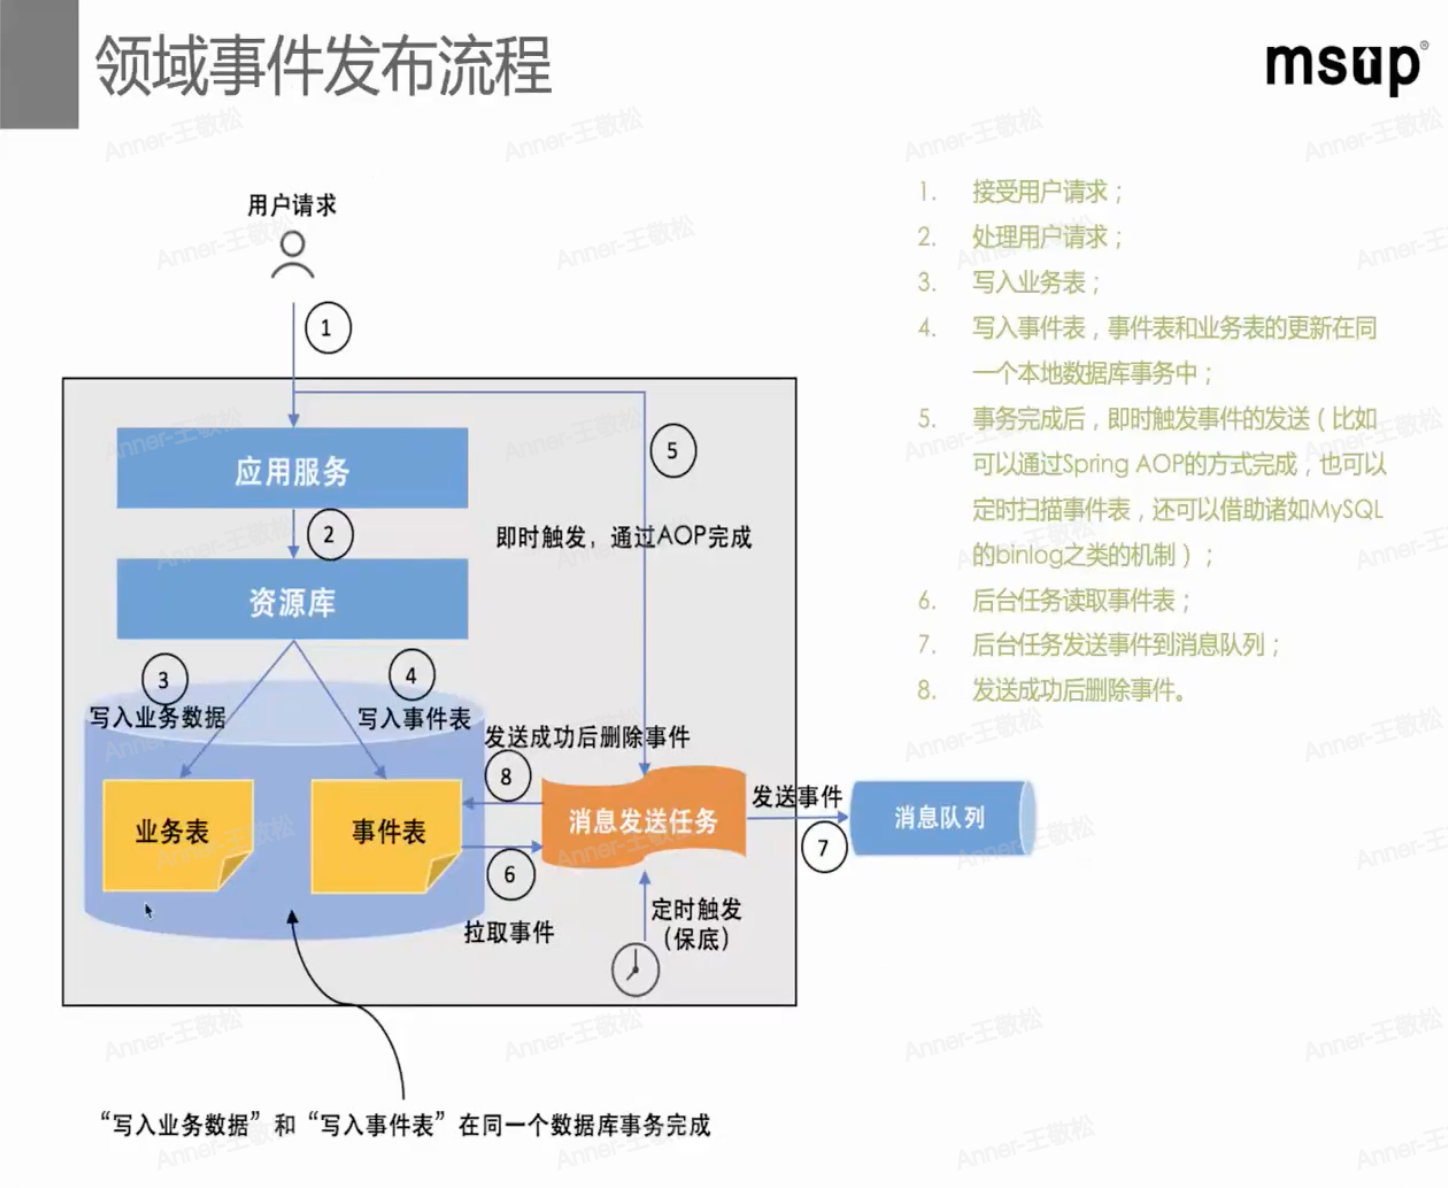 领域事件发布流程
msup®
用户请求
1
应用服务
2
资源库
3
写入业务数据
4
写入事件表
5
即时触发，通过AOP完成
发送成功后删除事件
8
业务表
事件表
消息发送任务
发送事件
7
消息队列
6
拉取事件
定时触发
（保底）
“写入业务数据”和“写入事件表”在同一个数据库事务完成
1. 接受用户请求；
2. 处理用户请求；
3. 写入业务表；
4. 写入事件表，事件表和业务表的更新在同
一个本地数据库事务中；
5. 事务完成后，即时触发事件的发送（比如
可以通过Spring AOP的方式完成，也可以
定时扫描事件表，还可以借助诸如MySQL
的binlog之类的机制）；
6. 后台任务读取事件表；
7. 后台任务发送事件到消息队列；
8. 发送成功后删除事件。
Anner-王敬松